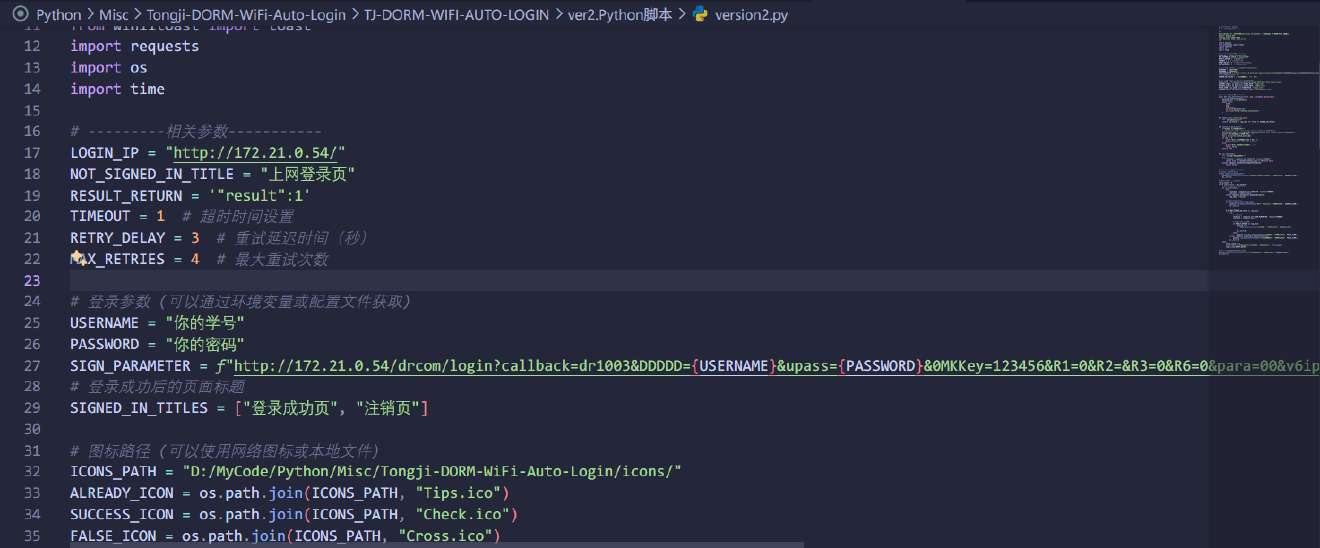 Python > Misc > Tongji-DORM-WiFi-Auto-Login > TJ-DORM-WIFI-AUTO-LOGIN > ver2.Python脚本 > version2.py
11 from win11toast import toast
12 import requests
13 import os
14 import time
15
16 # ---------相关参数-----------
17 LOGIN_IP = "http://172.21.0.54/"
18 NOT_SIGNED_IN_TITLE = "上网登录页"
19 RESULT_RETURN = '"result":1'
20 TIMEOUT = 1 # 超时时间设置
21 RETRY_DELAY = 3 # 重试延迟时间（秒）
22 MAX_RETRIES = 4 # 最大重试次数
23
24 # 登录参数（可以通过环境变量或配置文件获取）
25 USERNAME = "你的学号"
26 PASSWORD = "你的密码"
27 SIGN_PARAMETER = f"http://172.21.0.54/drcom/login?callback=dr1003&DDDDD={USERNAME}&upass={PASSWORD}&0MKKey=123456&R1=0&R2=&R3=0&R6=0&para=00&v6ip
28 # 登录成功后的页面标题
29 SIGNED_IN_TITLES = ["登录成功页", "注销页"]
30
31 # 图标路径（可以使用网络图标或本地文件）
32 ICONS_PATH = "D:/MyCode/Python/Misc/Tongji-DORM-WiFi-Auto-Login/icons/"
33 ALREADY_ICON = os.path.join(ICONS_PATH, "Tips.ico")
34 SUCCESS_ICON = os.path.join(ICONS_PATH, "Check.ico")
35 FALSE_ICON = os.path.join(ICONS_PATH, "Cross.ico")